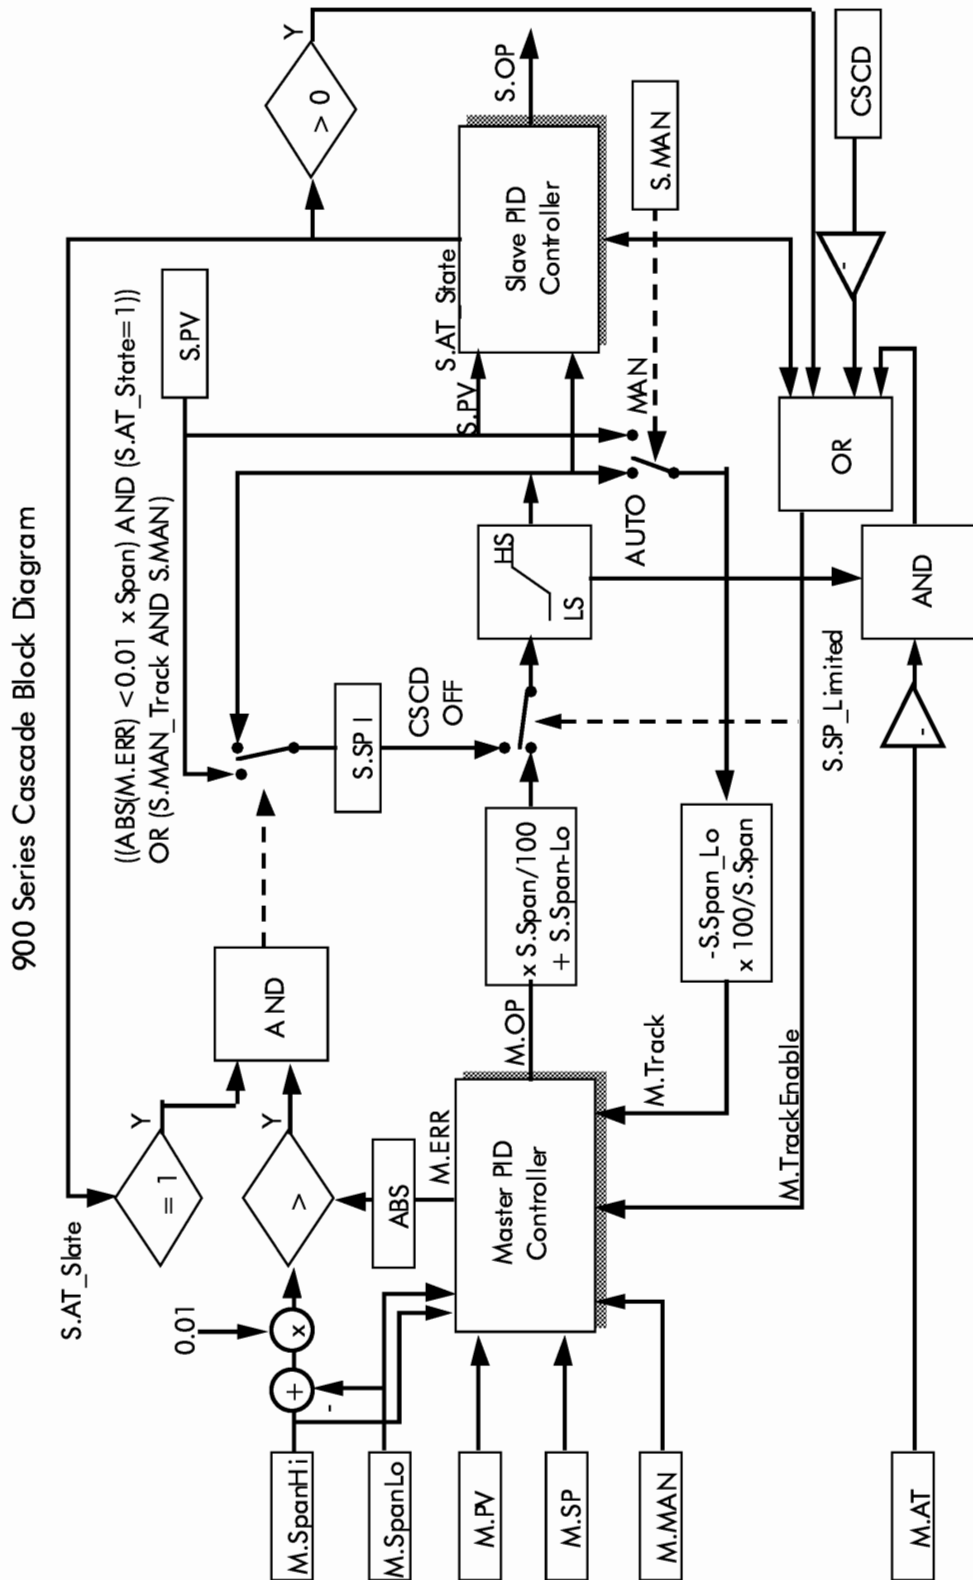 900 Series Cascade Block Diagram
S.AT_Slate
= 1
Y
((ABS(M.ERR) <0.01 x Span) AND (S.AT_State=1))
OR (S.MAN_Track AND S.MAN)
S.PV
> 0
Y
0.01
M.SpanHi
+
-
x
>
Y
AND
M.SpanLo
ABS
M.ERR
S.SP I
CSCD
OFF
S.AT_State
S.PV
M.PV
M.SP
Master PID
Controller
M.OP
x S.Span/100
+ S.Span-Lo
HS
LS
Slave PID
Controller
S.OP
M.MAN
M.Track
-S.Span_Lo
x 100/S.Span
AUTO
MAN
S.MAN
M.TrackEnable
S.SP_Limited
OR
-
CSCD
M.AT
-
AND